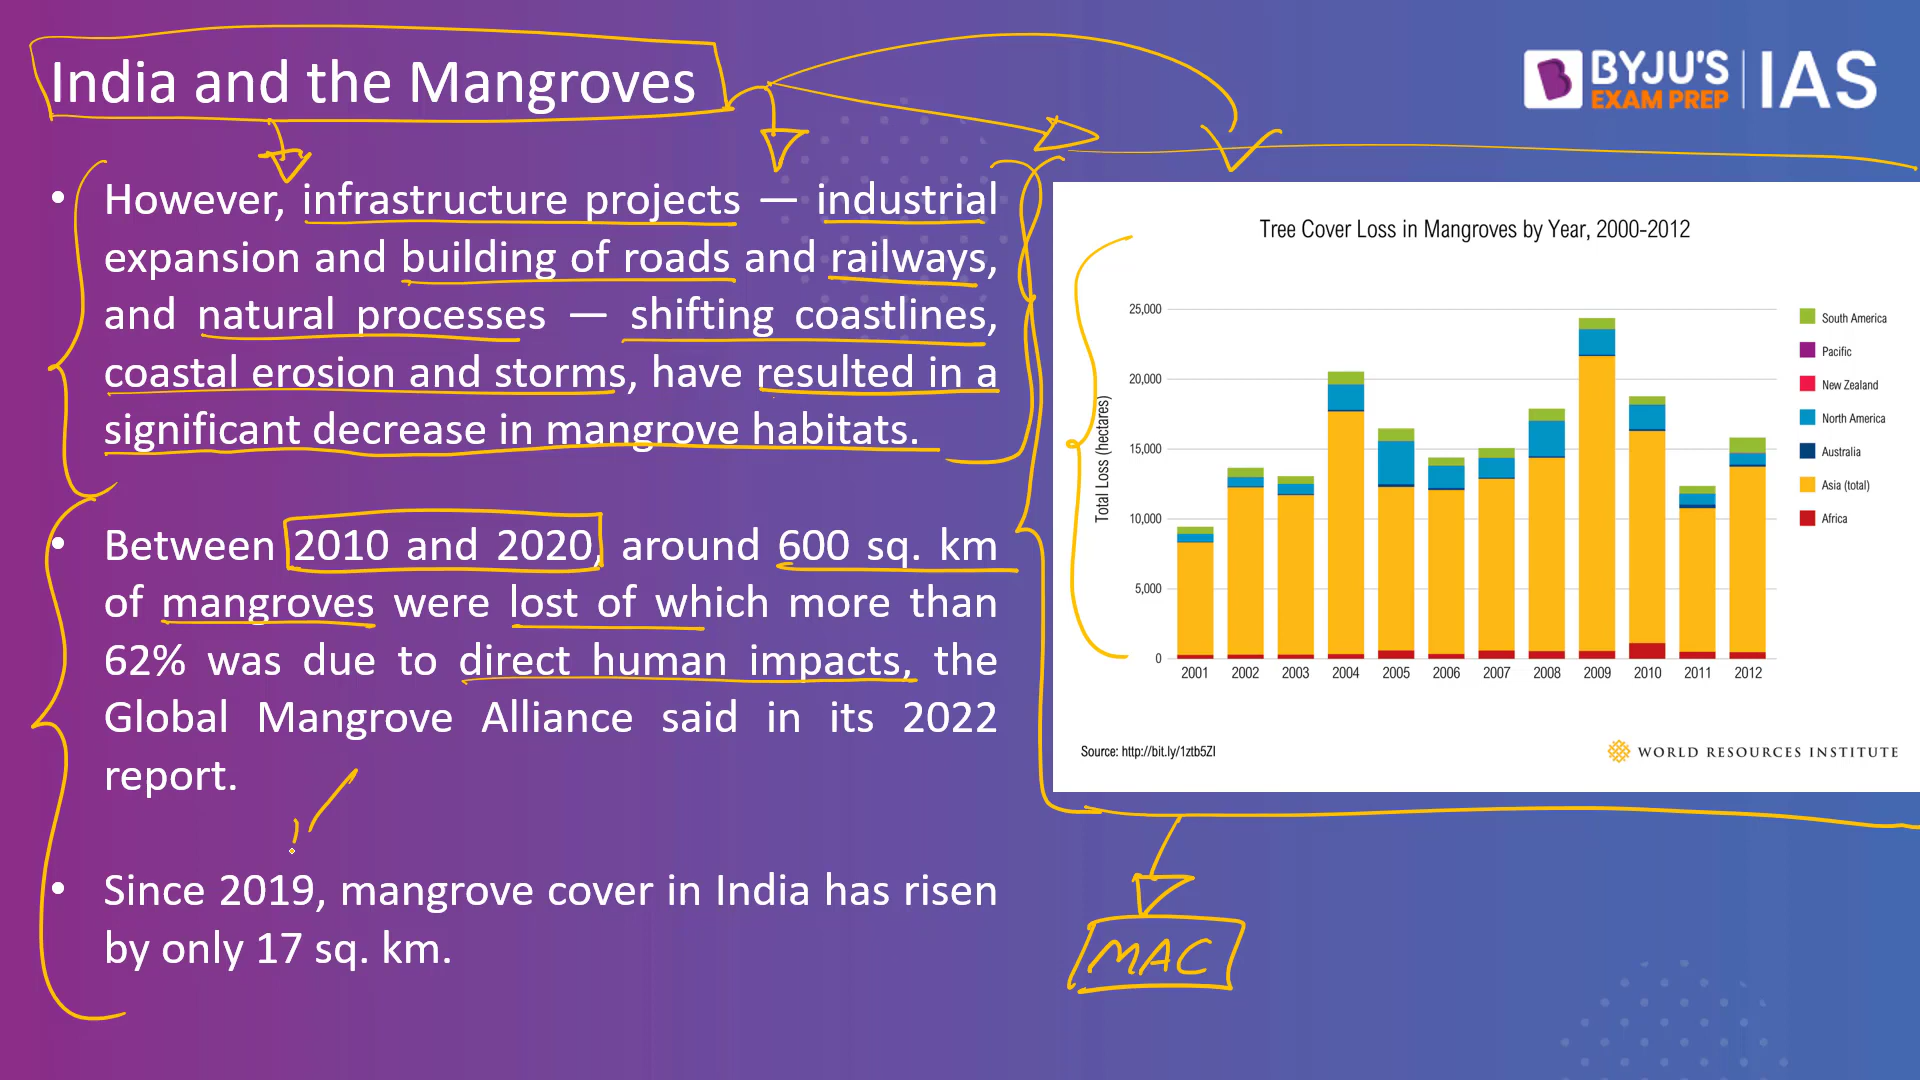 India and the Mangroves
BYJU'S
EXAM PREP
IAS
• However, infrastructure projects — industrial
expansion and building of roads and railways,
and natural processes — shifting coastlines,
coastal erosion and storms, have resulted in a
significant decrease in mangrove habitats.
• Between 2010 and 2020, around 600 sq. km
of mangroves were lost of which more than
62% was due to direct human impacts, the
Global Mangrove Alliance said in its 2022
report.
• Since 2019, mangrove cover in India has risen
by only 17 sq. km.
Tree Cover Loss in Mangroves by Year, 2000-2012
Total Loss (hectares)
25,000
20,000
15,000
10,000
5,000
0
2001 2002 2003 2004 2005 2006 2007 2008 2009 2010 2011 2012
South America
Pacific
New Zealand
North America
Australia
Asia (total)
Africa
Source: http://bit.ly/1ztb5ZI
WORLD RESOURCES INSTITUTE
MAC